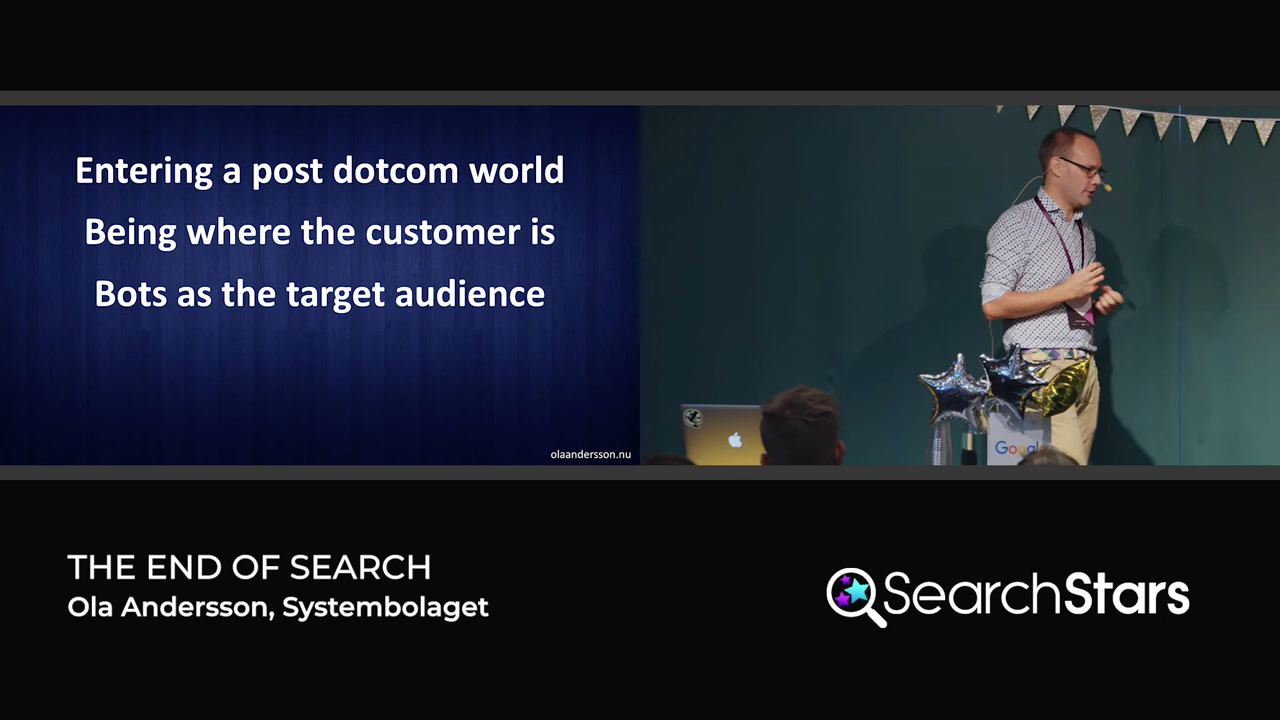 Entering a post dotcom world
Being where the customer is
Bots as the target audience
olaandersson.nu
Google
THE END OF SEARCH
Ola Andersson, Systembolaget
SearchStars